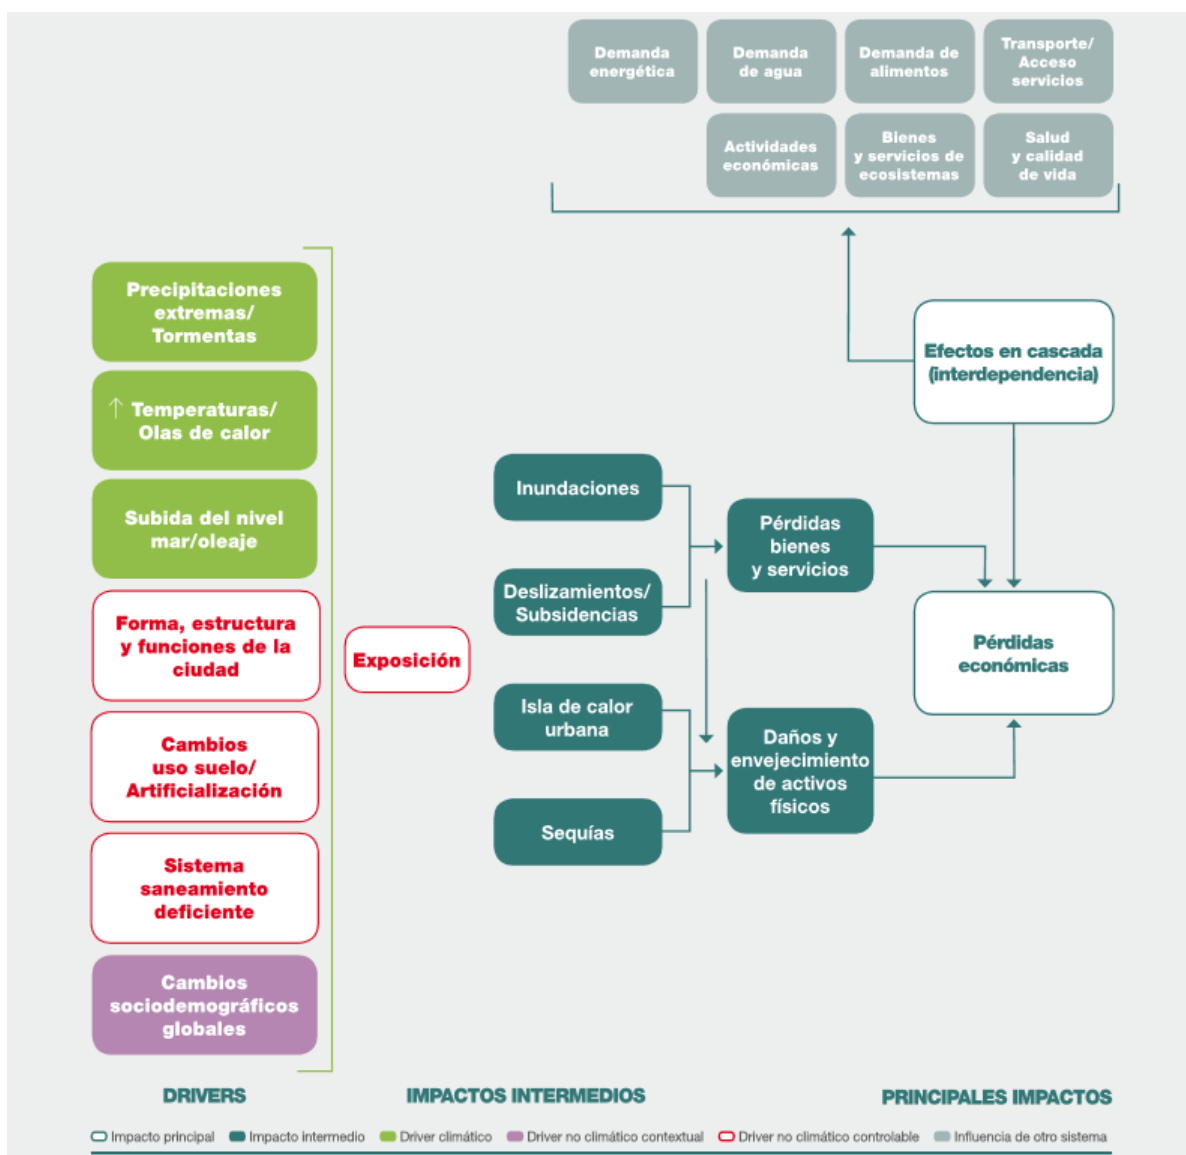 Demanda
energética
Demanda
de agua
Demanda de
alimentos
Transporte/
Acceso
servicios
Actividades
económicas
Bienes
y servicios de
ecosistemas
Salud
y calidad
de vida
Precipitaciones
extremas/
Tormentas
↑ Temperaturas/
Olas de calor
Subida del nivel
mar/oleaje
Forma, estructura
y funciones de la
ciudad
Cambios
uso suelo/
Artificialización
Sistema
saneamiento
deficiente
Cambios
sociodemográficos
globales
Exposición
Inundaciones
Deslizamientos/
Subsidencias
Isla de calor
urbana
Sequías
Pérdidas
bienes
y servicios
Daños y
envejecimiento
de activos
físicos
Efectos en cascada
(interdependencia)
Pérdidas
económicas
DRIVERS
IMPACTOS INTERMEDIOS
PRINCIPALES IMPACTOS
Impacto principal
Impacto intermedio
Driver climático
Driver no climático contextual
Driver no climático controlable
Influencia de otro sistema